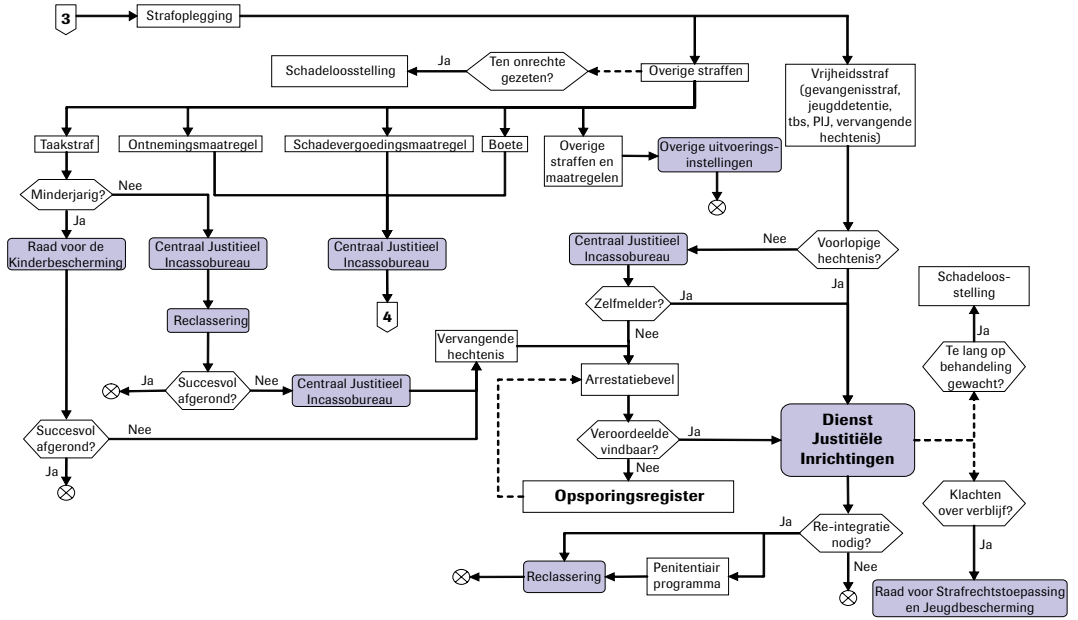 3
Strafoplegging
Schadeloosstelling
Ja
Ten onrechte
gezeten?
Overige straffen
Vrijheidsstraf
(gevangenisstraf,
jeugddetentie,
tbs, PIJ, vervangende
hechtenis)
Taakstraf
Ontnemingsmaatregel
Schadevergoedingsmaatregel
Boete
Overige
straffen en
maatregelen
Overige uitvoerings-
instellingen
Minderjarig?
Nee
Ja
Raad voor de
Kinderbescherming
Centraal Justitieel
Incassobureau
Centraal Justitieel
Incassobureau
4
Centraal Justitieel
Incassobureau
Nee
Voorlopige
hechtenis?
Ja
Zelfmelder?
Ja
Nee
Schadeloos-
stelling
Ja
Te lang op
behandeling
gewacht?
Reclassering
Vervangende
hechtenis
Arrestatiebevel
Ja
Succesvol
afgerond?
Nee
Centraal Justitieel
Incassobureau
Succesvol
afgerond?
Nee
Ja
Veroordeelde
vindbaar?
Ja
Nee
Dienst
Justitiële
Inrichtingen
Opsporingsregister
Klachten
over verblijf?
Ja
Ja
Re-integratie
nodig?
Nee
Reclassering
Penitentiair
programma
Raad voor Strafrechtstoepassing
en Jeugdbescherming